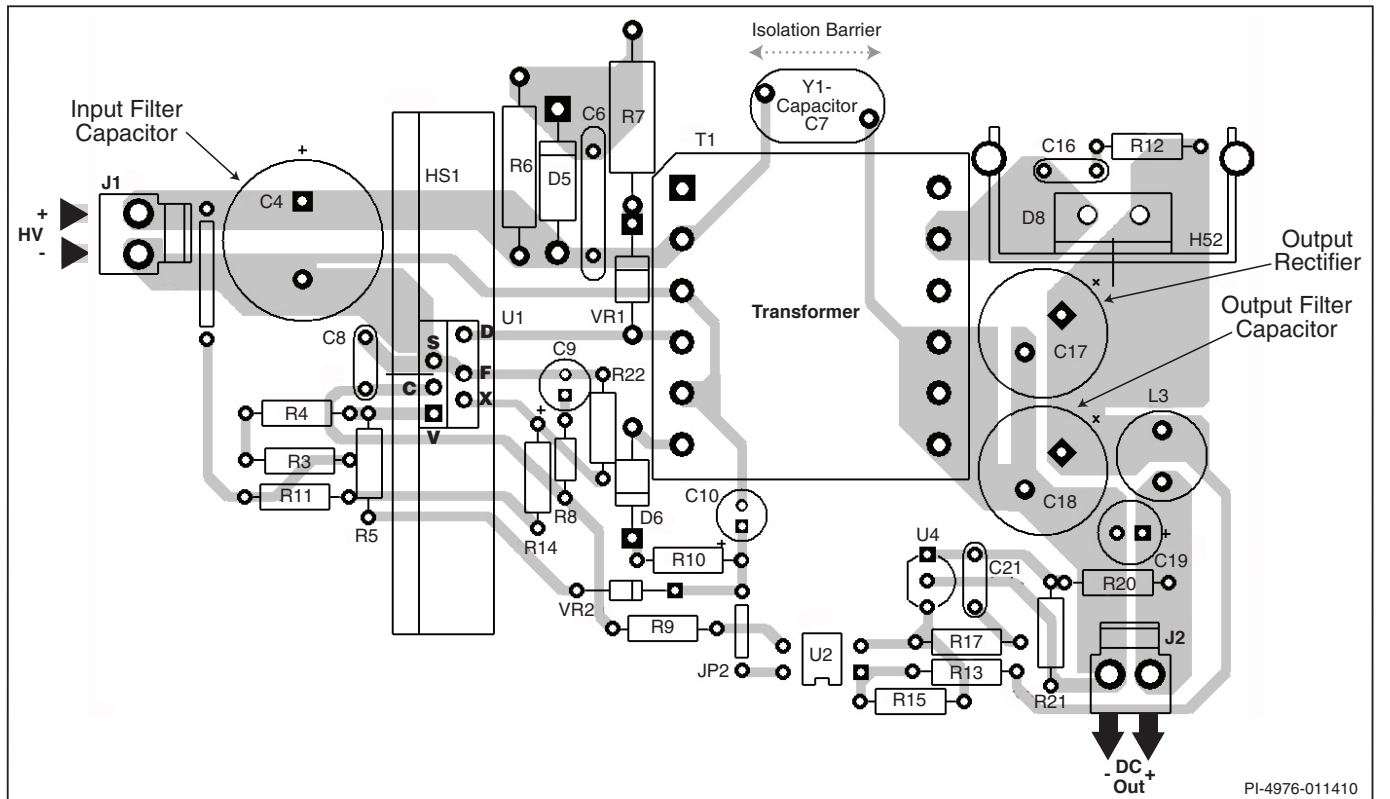 Isolation Barrier
Y1-
Capacitor
C7
Input Filter
Capacitor
+
C6
R7
T1
C16
R12
J1
HS1
R6
D5
C4
D8
H52
+
HV
-
Output
Rectifier
x
Output Filter
Capacitor
Transformer
U1
VR1
D
C8
S
C9
C17
F
R22
C
X
L3
x
R4
+
V
R3
R11
C10
C18
R8
D6
R5
R14
+
U4
+
R10
C21
C19
R20
VR2
R9
R17
J2
U2
JP2
R13
R15
R21
- DC +
Out
PI-4976-011410